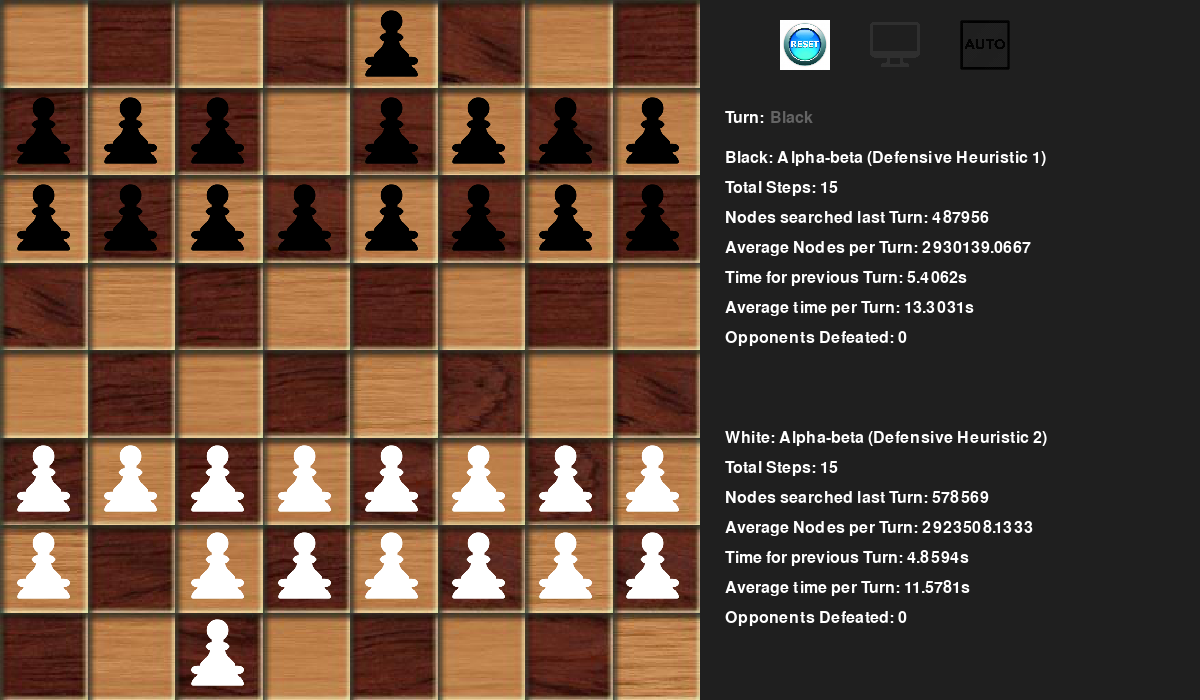 RESET
AUTO
Turn: Black
Black: Alpha-beta (Defensive Heuristic 1)
Total Steps: 15
Nodes searched last Turn: 487956
Average Nodes per Turn: 2930139.0667
Time for previous Turn: 5.4062s
Average time per Turn: 13.3031s
Opponents Defeated: 0
White: Alpha-beta (Defensive Heuristic 2)
Total Steps: 15
Nodes searched last Turn: 578569
Average Nodes per Turn: 2923508.1333
Time for previous Turn: 4.8594s
Average time per Turn: 11.5781s
Opponents Defeated: 0